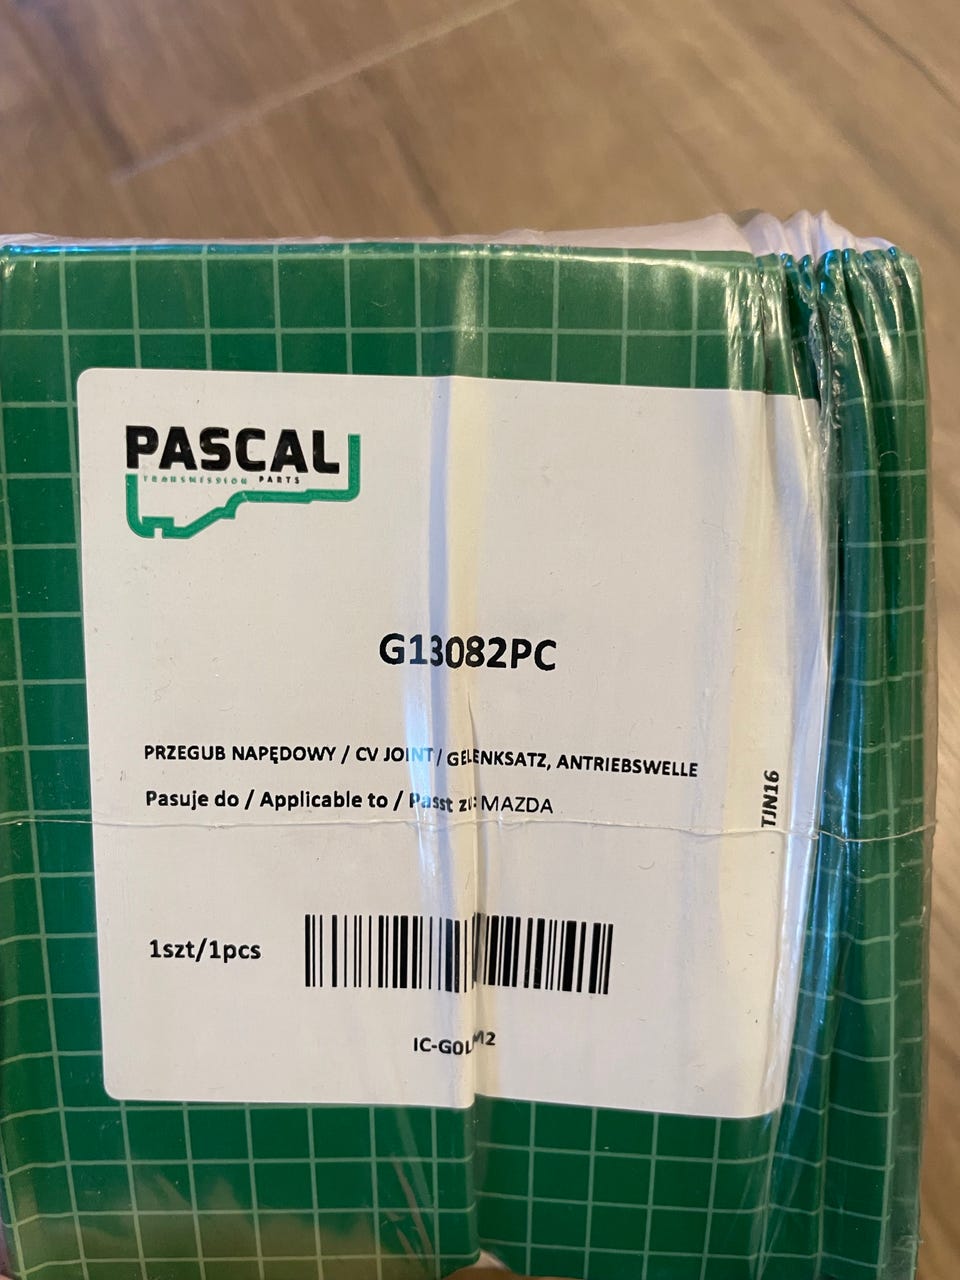 PASCAL
TRANSMISSION PARTS
G13082PC
PRZEGUB NAPĘDOWY / CV JOINT / GELENKSATZ, ANTRIEBSWELLE
Pasuje do / Applicable to / Passt zu: MAZDA
TJN16
1szt/1pcs